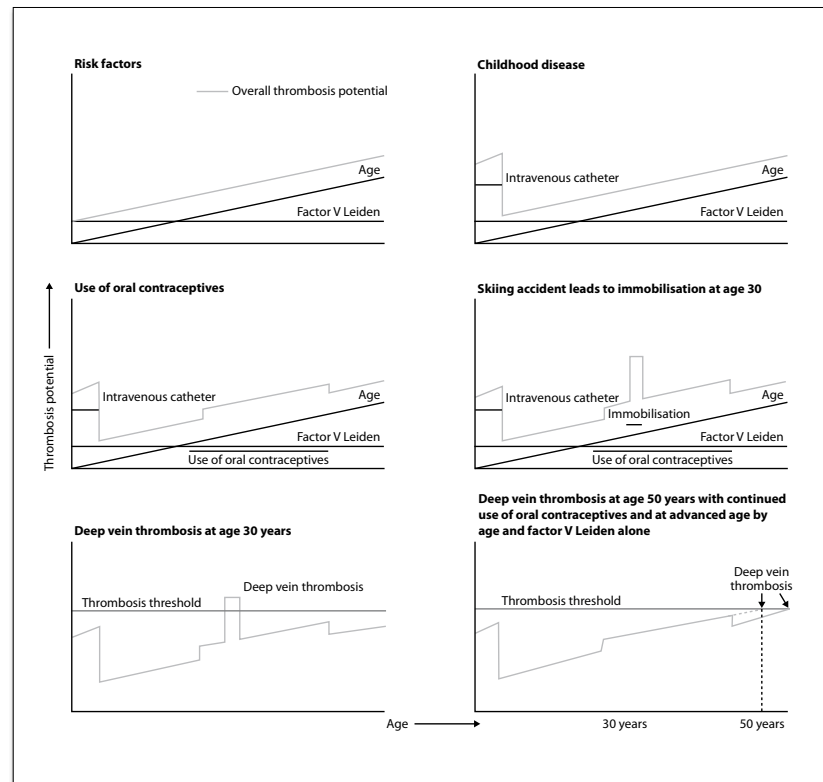 Risk factors
Overall thrombosis potential
Age
Factor V Leiden
Childhood disease
Intravenous catheter
Age
Factor V Leiden
Thrombosis potential
Use of oral contraceptives
Intravenous catheter
Age
Factor V Leiden
Use of oral contraceptives
Skiing accident leads to immobilisation at age 30
Intravenous catheter
Age
Immobilisation
Factor V Leiden
Use of oral contraceptives
Deep vein thrombosis at age 30 years
Deep vein thrombosis
Thrombosis threshold
Deep vein thrombosis at age 50 years with continued
use of oral contraceptives and at advanced age by
age and factor V Leiden alone
Deep vein
thrombosis
Thrombosis threshold
Age
30 years
50 years